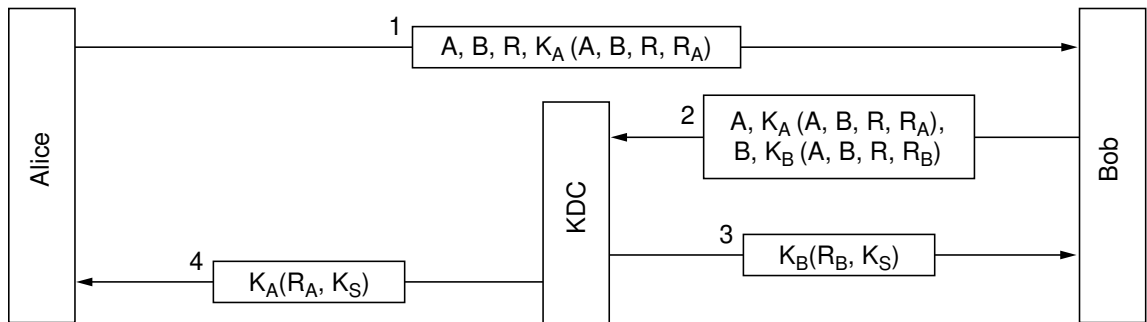 1
A, B, R, K_A (A, B, R, R_A)
Alice
KDC
Bob
2
A, K_A (A, B, R, R_A),
B, K_B (A, B, R, R_B)
3
K_B(R_B, K_S)
4
K_A(R_A, K_S)